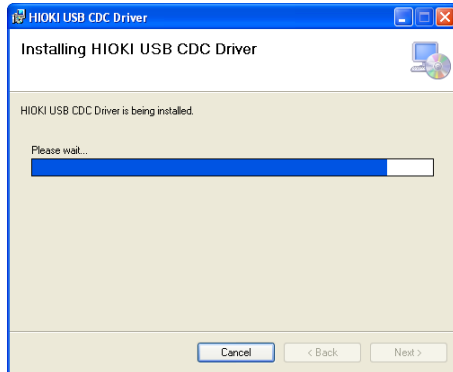 HIOKI USB CDC Driver
Installing HIOKI USB CDC Driver
HIOKI USB CDC Driver is being installed.
Please wait...
Cancel
< Back
Next >